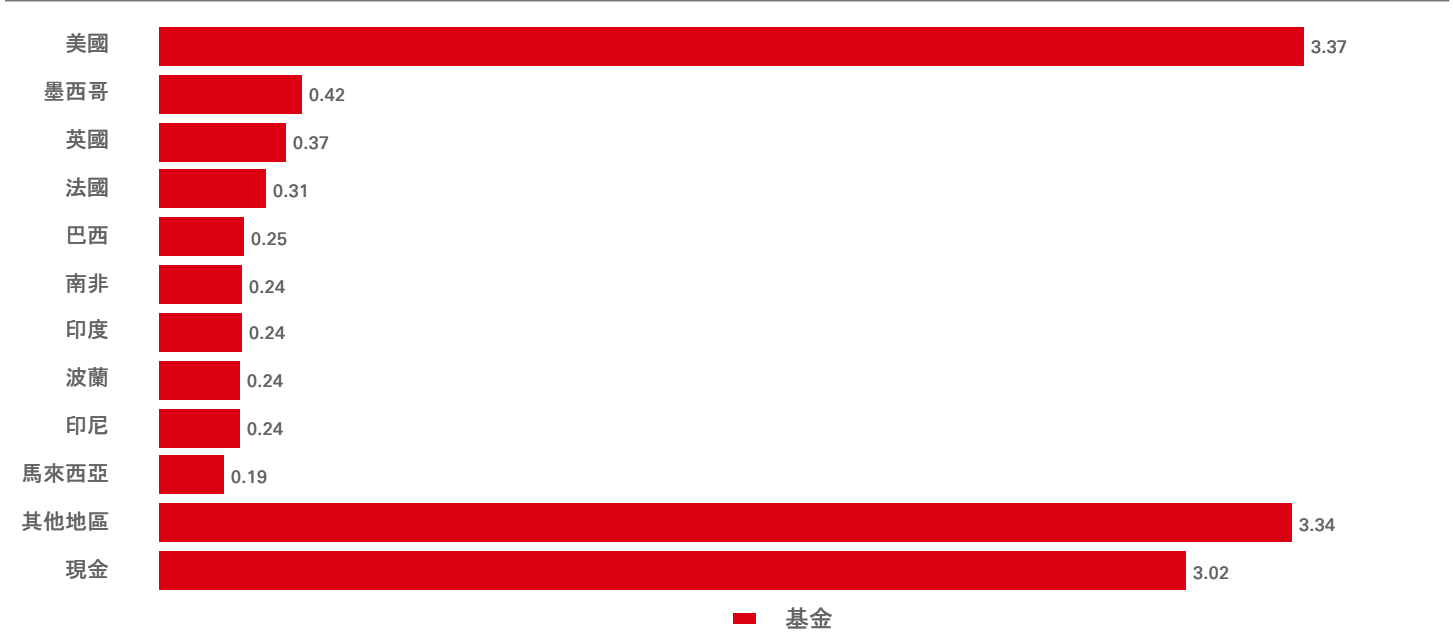 美國 3.37
墨西哥 0.42
英國 0.37
法國 0.31
巴西 0.25
南非 0.24
印度 0.24
波蘭 0.24
印尼 0.24
馬來西亞 0.19
其他地區 3.34
現金 3.02
基金